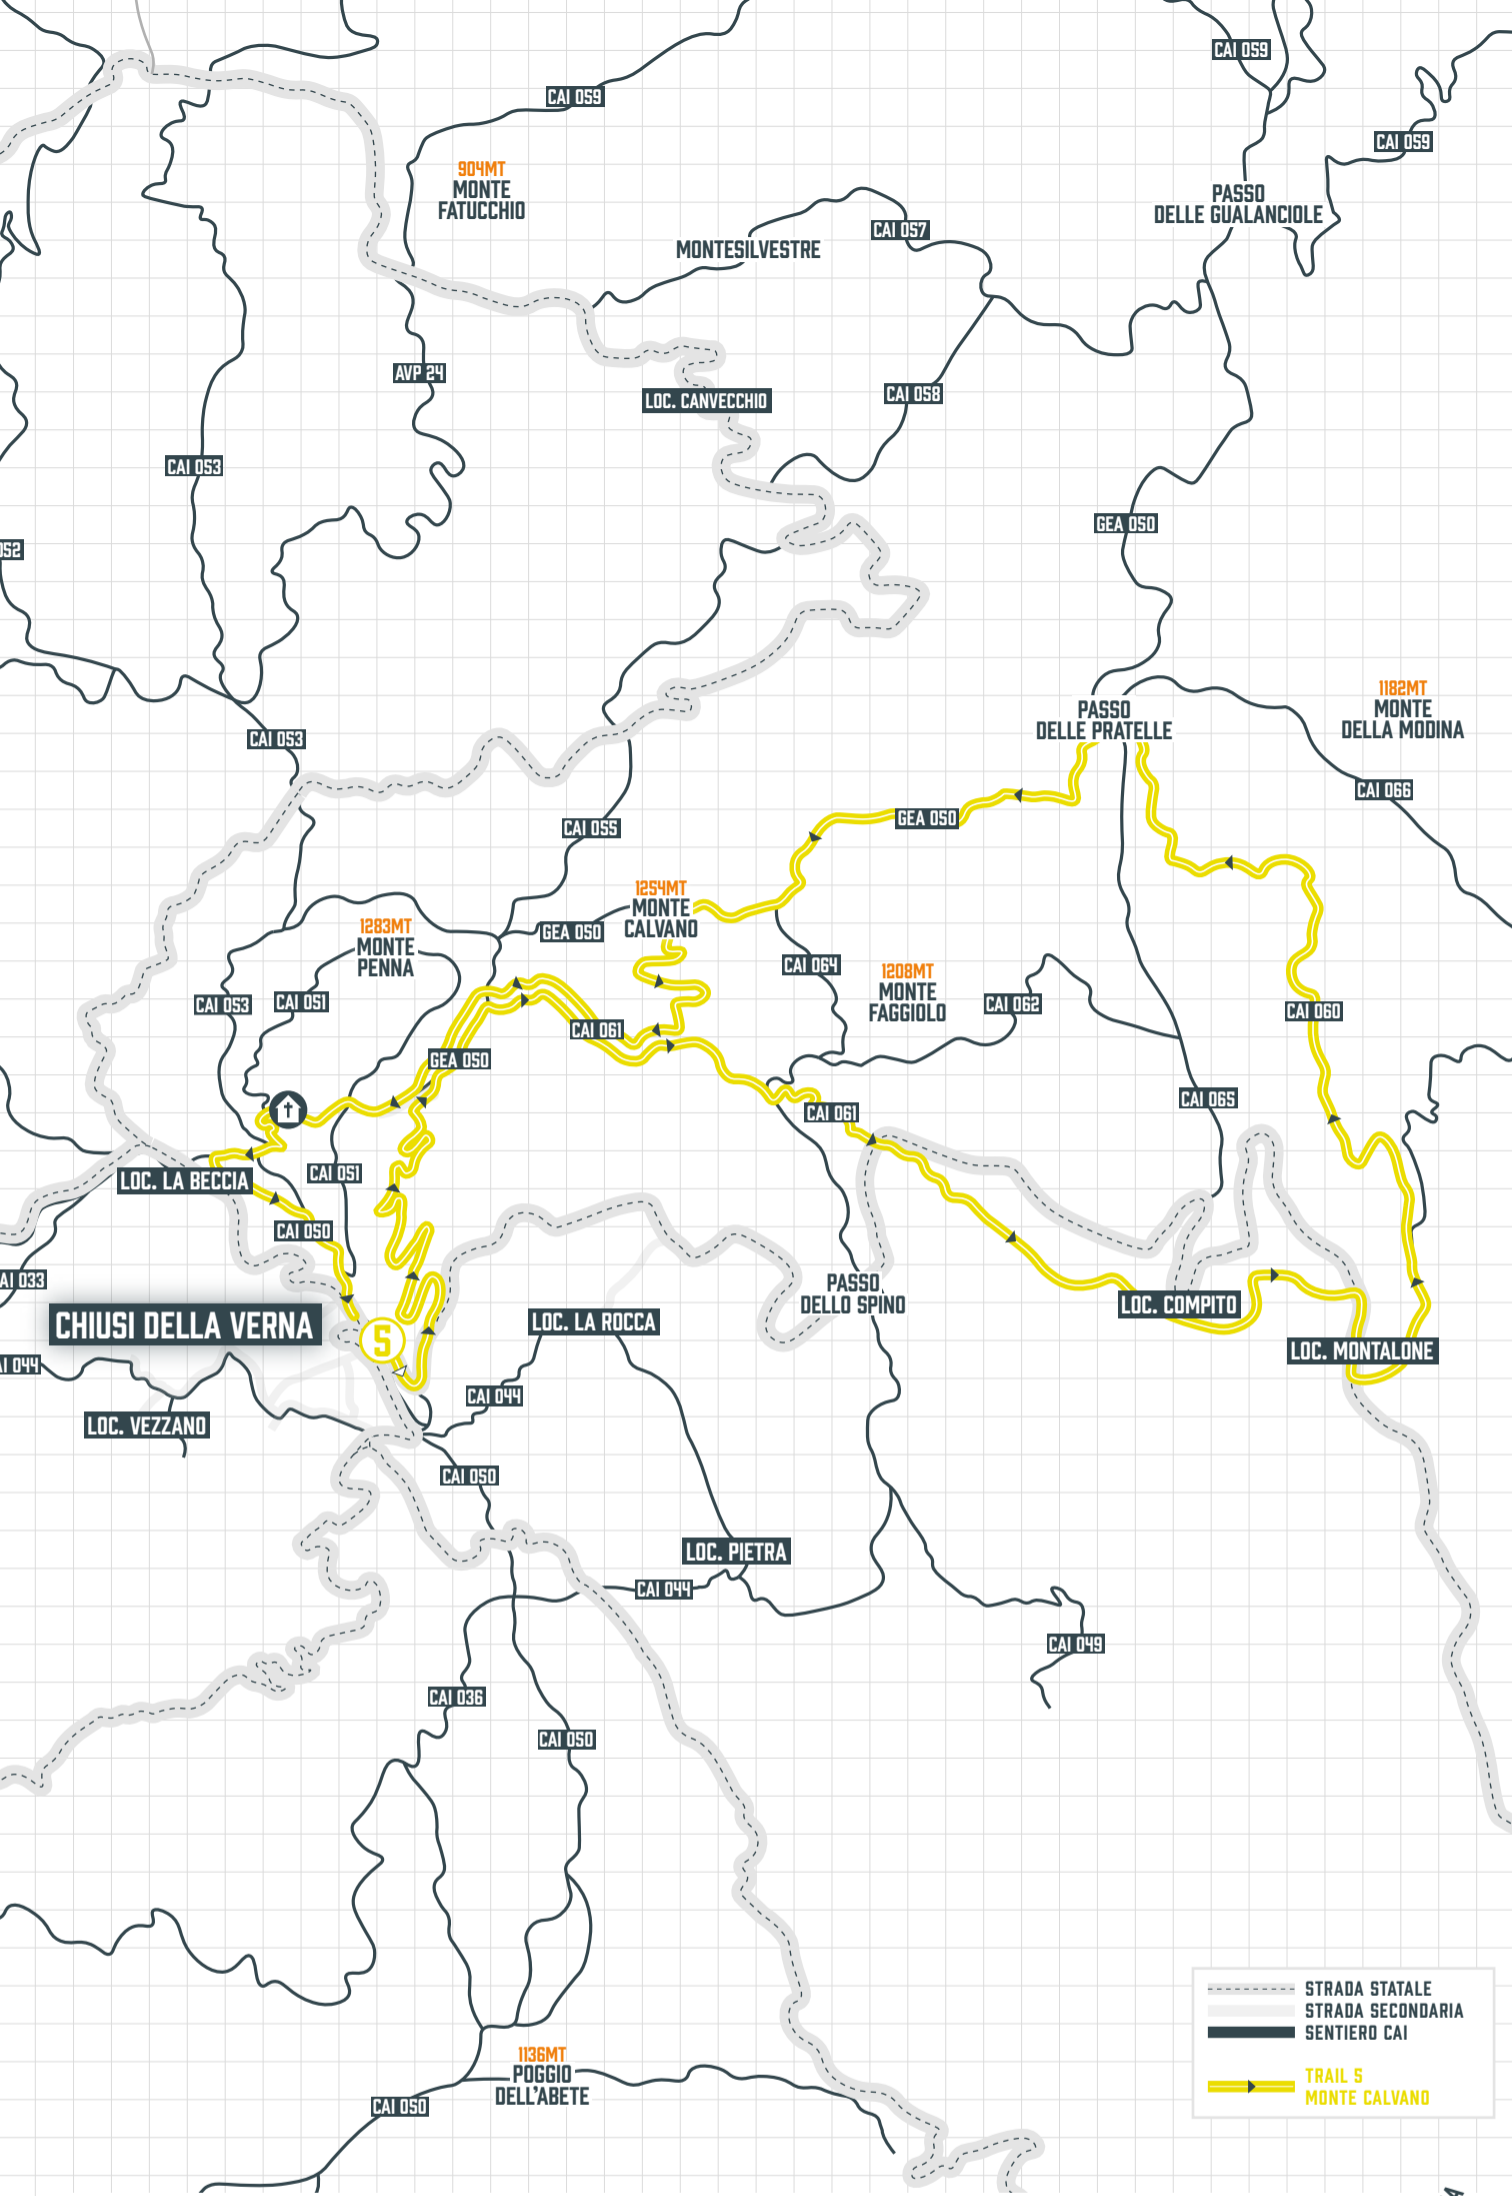 CAI 059
CAI 059
CAI 059
904MT
MONTE
FATUCCHIO
PASSO
DELLE GUALANCIOLE
CAI 057
MONTESILVESTRE
AVP 24
CAI 058
LOC. CANVECCHIO
CAI 053
GEA 050
052
1182MT
MONTE
DELLA MODINA
PASSO
DELLE PRATELLE
CAI 053
CAI 066
GEA 050
CAI 055
1254MT
MONTE
CALVANO
1283MT
MONTE
PENNA
GEA 050
CAI 064
1208MT
MONTE
FAGGIOLO
CAI 053
CAI 051
CAI 062
CAI 060
CAI 061
GEA 050
CAI 065
CAI 061
CAI 051
LOC. LA BECCIA
CAI 050
AI 033
PASSO
DELLO SPINO
LOC. COMPITO
CHIUSI DELLA VERNA
LOC. LA ROCCA
5
LOC. MONTALONE
AI 044
CAI 044
LOC. VEZZANO
CAI 050
LOC. PIETRA
CAI 044
CAI 049
CAI 036
CAI 050
STRADA STATALE
STRADA SECONDARIA
SENTIERO CAI
TRAIL 5
MONTE CALVANO
1136MT
POGGIO
DELL'ABETE
CAI 050